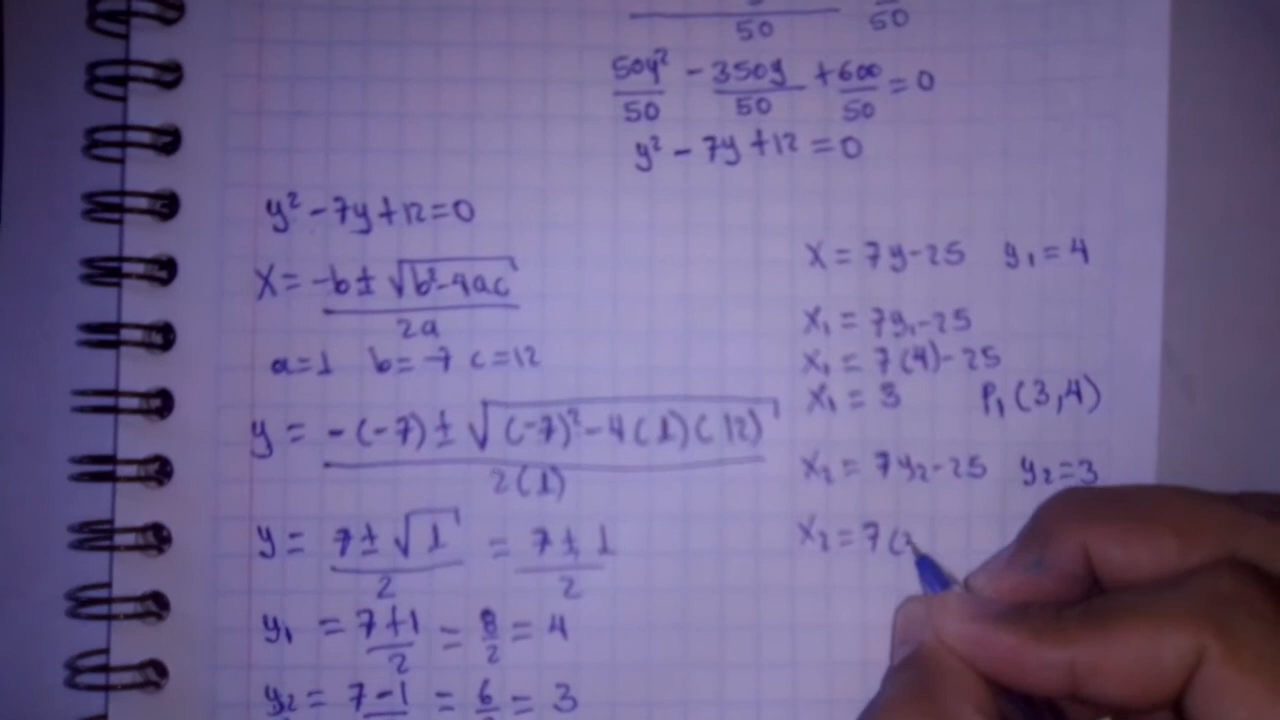 50 50
50y²/50 - 350y/50 + 600/50 = 0
y² - 7y + 12 = 0
y² - 7y + 12 = 0
x = -b ± √b² - 4ac / 2a
a = 1 b = -7 c = 12
y = -(-7) ± √(-7)² - 4(1)(12) / 2(1)
y = 7 ± √1 / 2 = 7 ± 1 / 2
y₁ = 7 + 1 / 2 = 8/2 = 4
y₂ = 7 - 1 = 6 = 3
x = 7y - 25 y₁ = 4
x₁ = 7y₁ - 25
x₁ = 7(4) - 25
x₁ = 3 P₁(3,4)
x₂ = 7y₂ - 25 y₂ = 3
x₂ = 7(